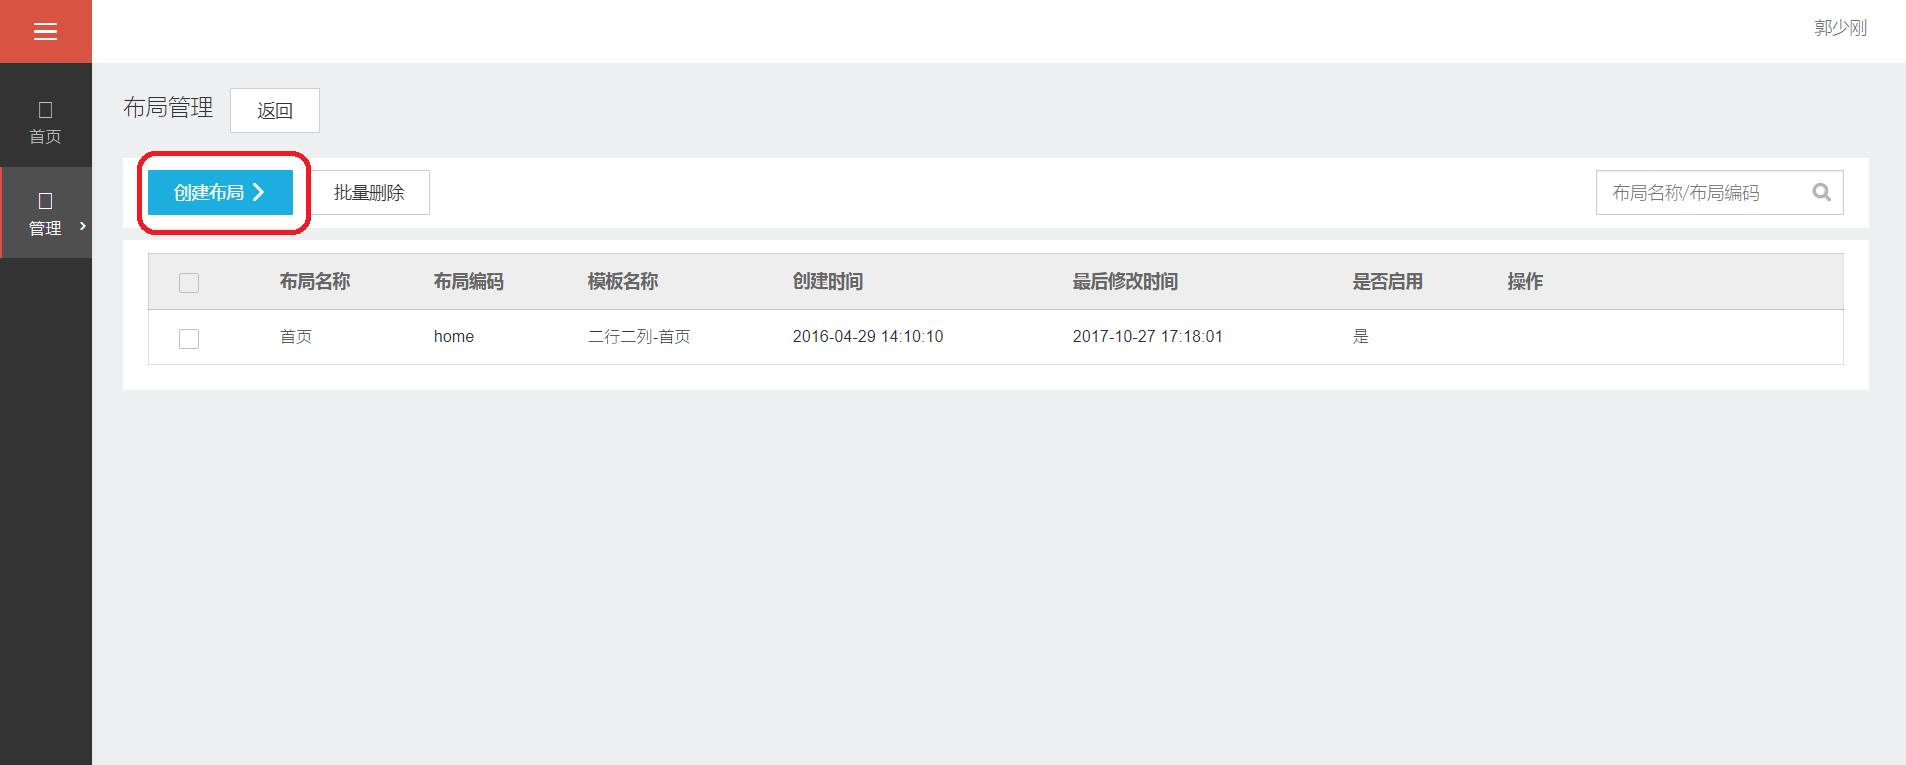 郭少刚
首页
管理
布局管理 返回
创建布局 批量删除 布局名称/布局编码
布局名称 布局编码 模板名称 创建时间 最后修改时间 是否启用 操作
首页 home 二行二列-首页 2016-04-29 14:10:10 2017-10-27 17:18:01 是